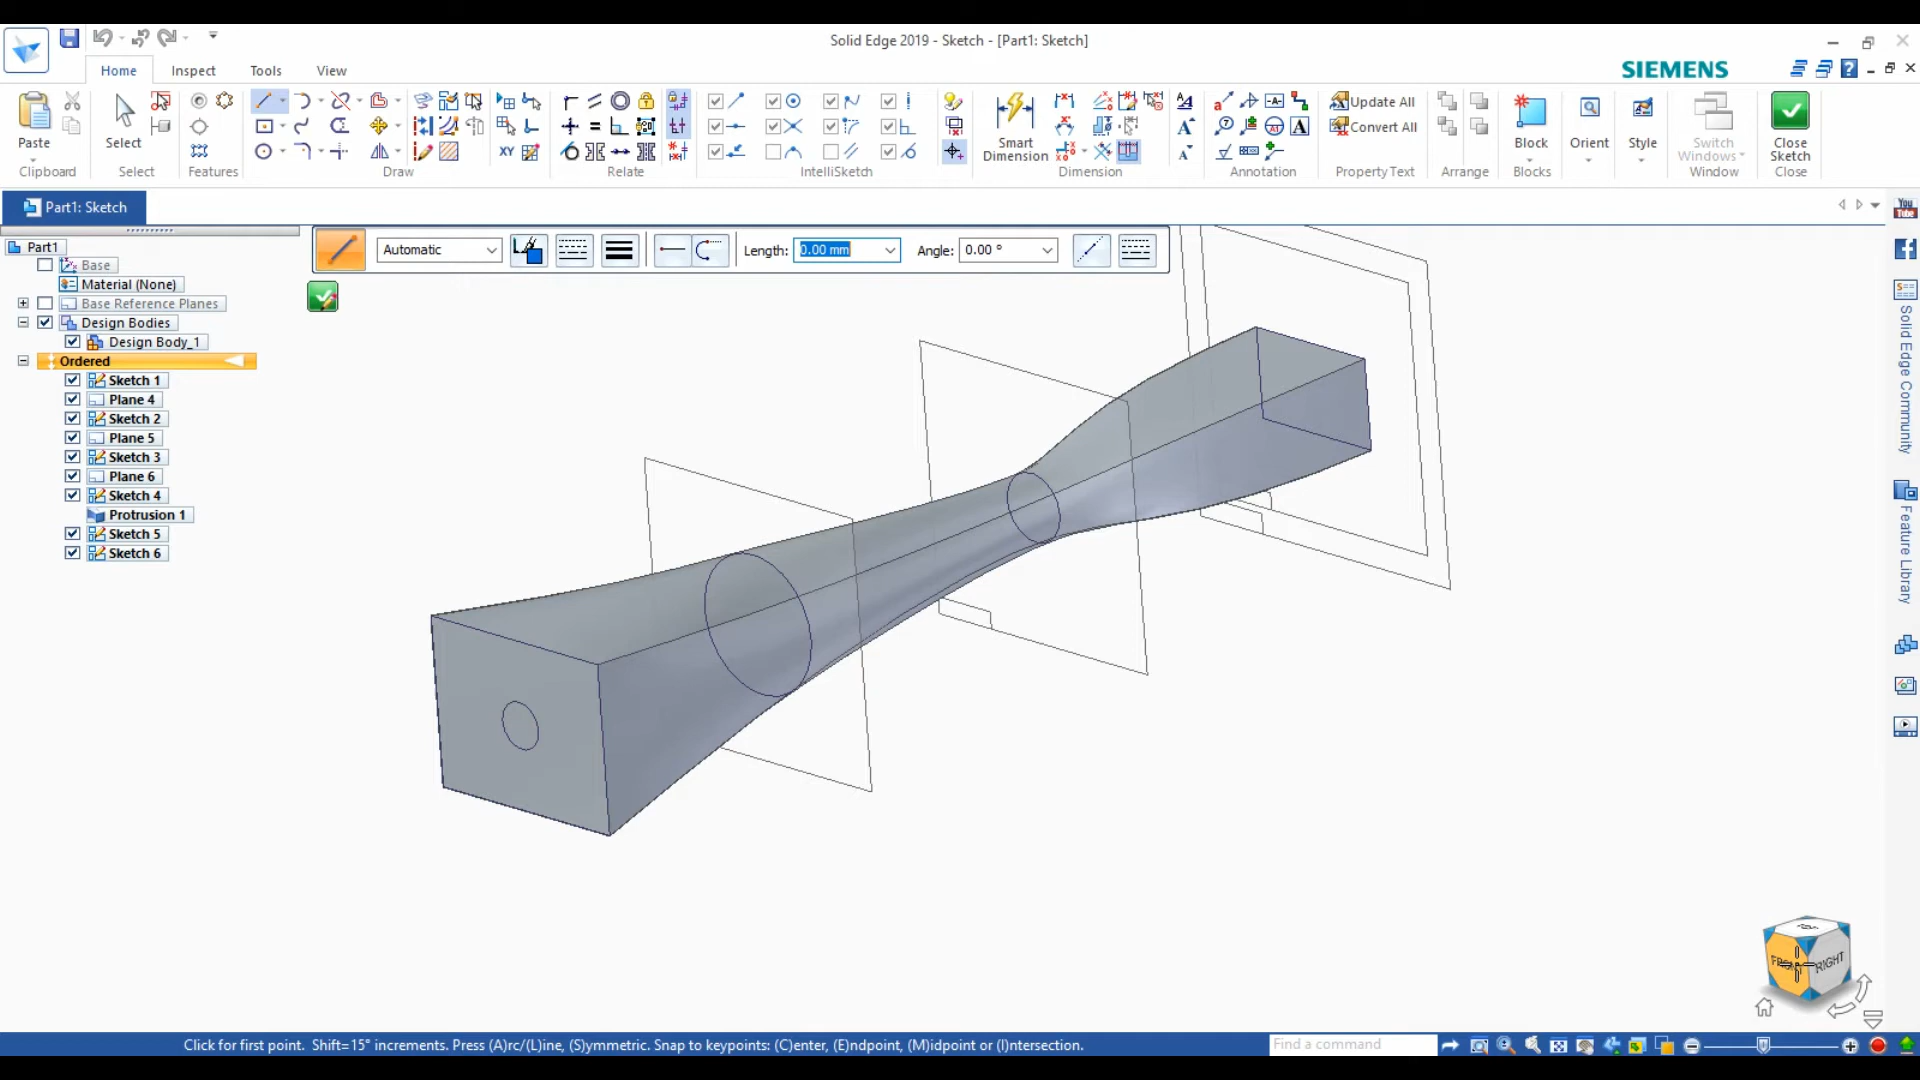 Solid Edge 2019 - Sketch - [Part1: Sketch]
Home Inspect Tools View
SIEMENS
Paste
Select
XY
Smart
Dimension
Update All
Convert All
Block
Orient
Style
Switch
Windows
Close
Sketch
Clipboard Select Features Draw Relate IntelliSketch Dimension Annotation Property Text Arrange Blocks Window Close
Part1: Sketch
You
Tube
Automatic Length: 0.00 mm Angle: 0.00 °
Part1
Base
Material (None)
Base Reference Planes
Design Bodies
Design Body_1
Ordered
Sketch 1
Plane 4
Sketch 2
Plane 5
Sketch 3
Plane 6
Sketch 4
Protrusion 1
Sketch 5
Sketch 6
Solid Edge Community
Feature Library
RIGHT
Click for first point. Shift=15° increments. Press (A)rc/(L)ine, (S)ymmetric. Snap to keypoints: (C)enter, (E)ndpoint, (M)idpoint or (I)ntersection.
Find a command